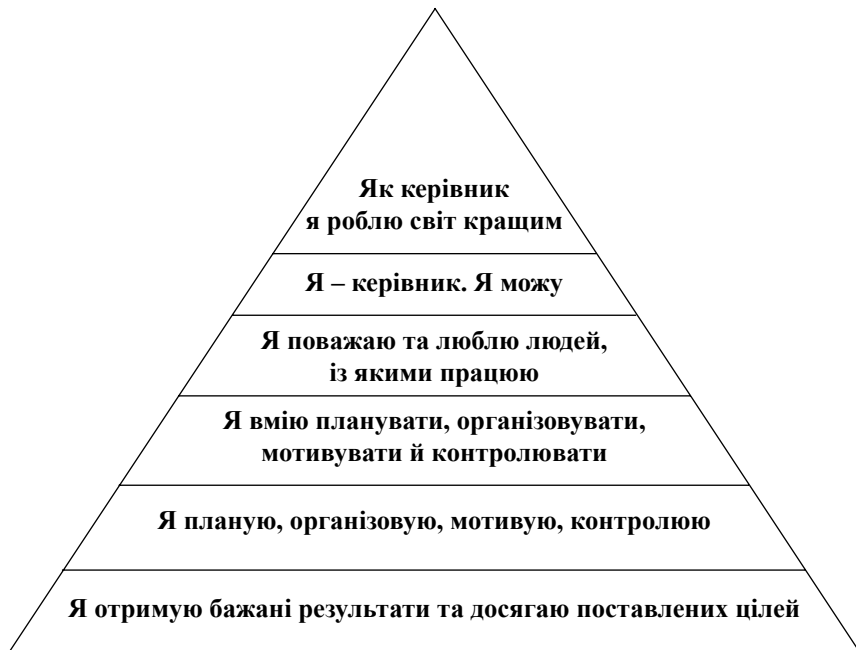 Як керівник
я роблю світ кращим
Я – керівник. Я можу
Я поважаю та люблю людей,
із якими працюю
Я вмію планувати, організовувати,
мотивувати й контролювати
Я планую, організовую, мотивую, контролюю
Я отримую бажані результати та досягаю поставлених цілей